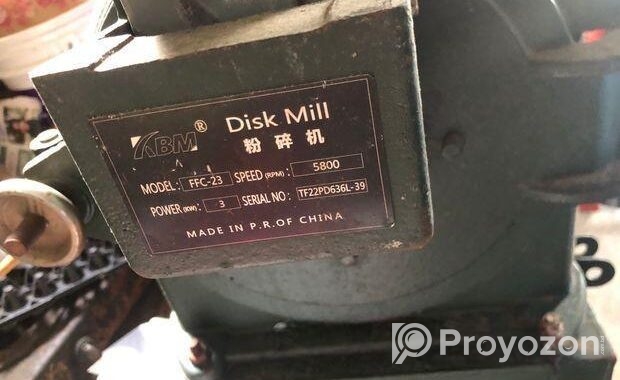 KBM® Disk Mill
粉碎机
MODEL: FFC-23 SPEED (RPM): 5800
POWER (KW): 3 SERIAL NO: TF22PD636L-39
MADE IN P.R.OF CHINA
Proyozon